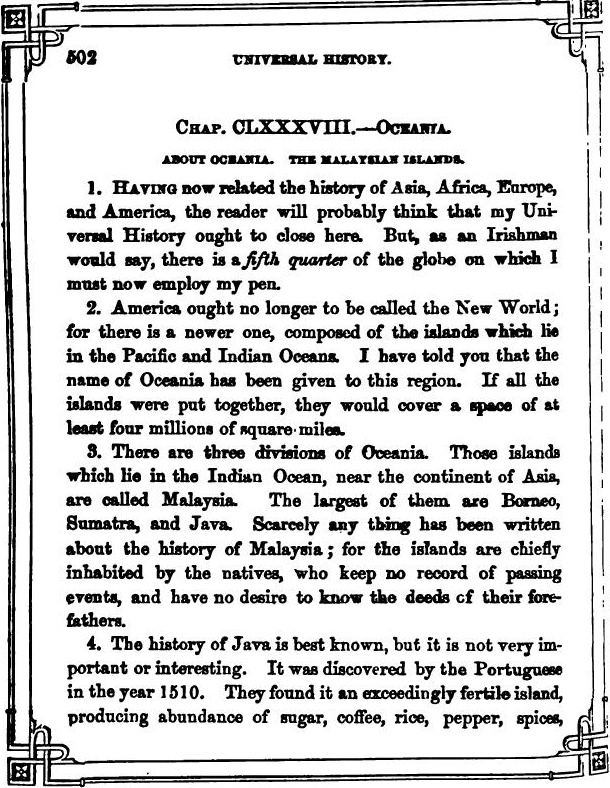 502
UNIVERSAL HISTORY.
CHAP. CLXXXVIII.—OCEANIA.
ABOUT OCEANIA. THE MALAYSIAN ISLANDS.
1. HAVING now related the history of Asia, Africa, Europe,
and America, the reader will probably think that my Uni-
versal History ought to close here. But, as an Irishman
would say, there is a fifth quarter of the globe on which I
must now employ my pen.
2. America ought no longer to be called the New World;
for there is a newer one, composed of the islands which lie
in the Pacific and Indian Oceans. I have told you that the
name of Oceania has been given to this region. If all the
islands were put together, they would cover a space of at
least four millions of square miles.
3. There are three divisions of Oceania. Those islands
which lie in the Indian Ocean, near the continent of Asia,
are called Malaysia. The largest of them are Borneo,
Sumatra, and Java. Scarcely any thing has been written
about the history of Malaysia; for the islands are chiefly
inhabited by the natives, who keep no record of passing
events, and have no desire to know the deeds of their fore-
fathers.
4. The history of Java is best known, but it is not very im-
portant or interesting. It was discovered by the Portuguese
in the year 1510. They found it an exceedingly fertile island,
producing abundance of sugar, coffee, rice, pepper, spices,